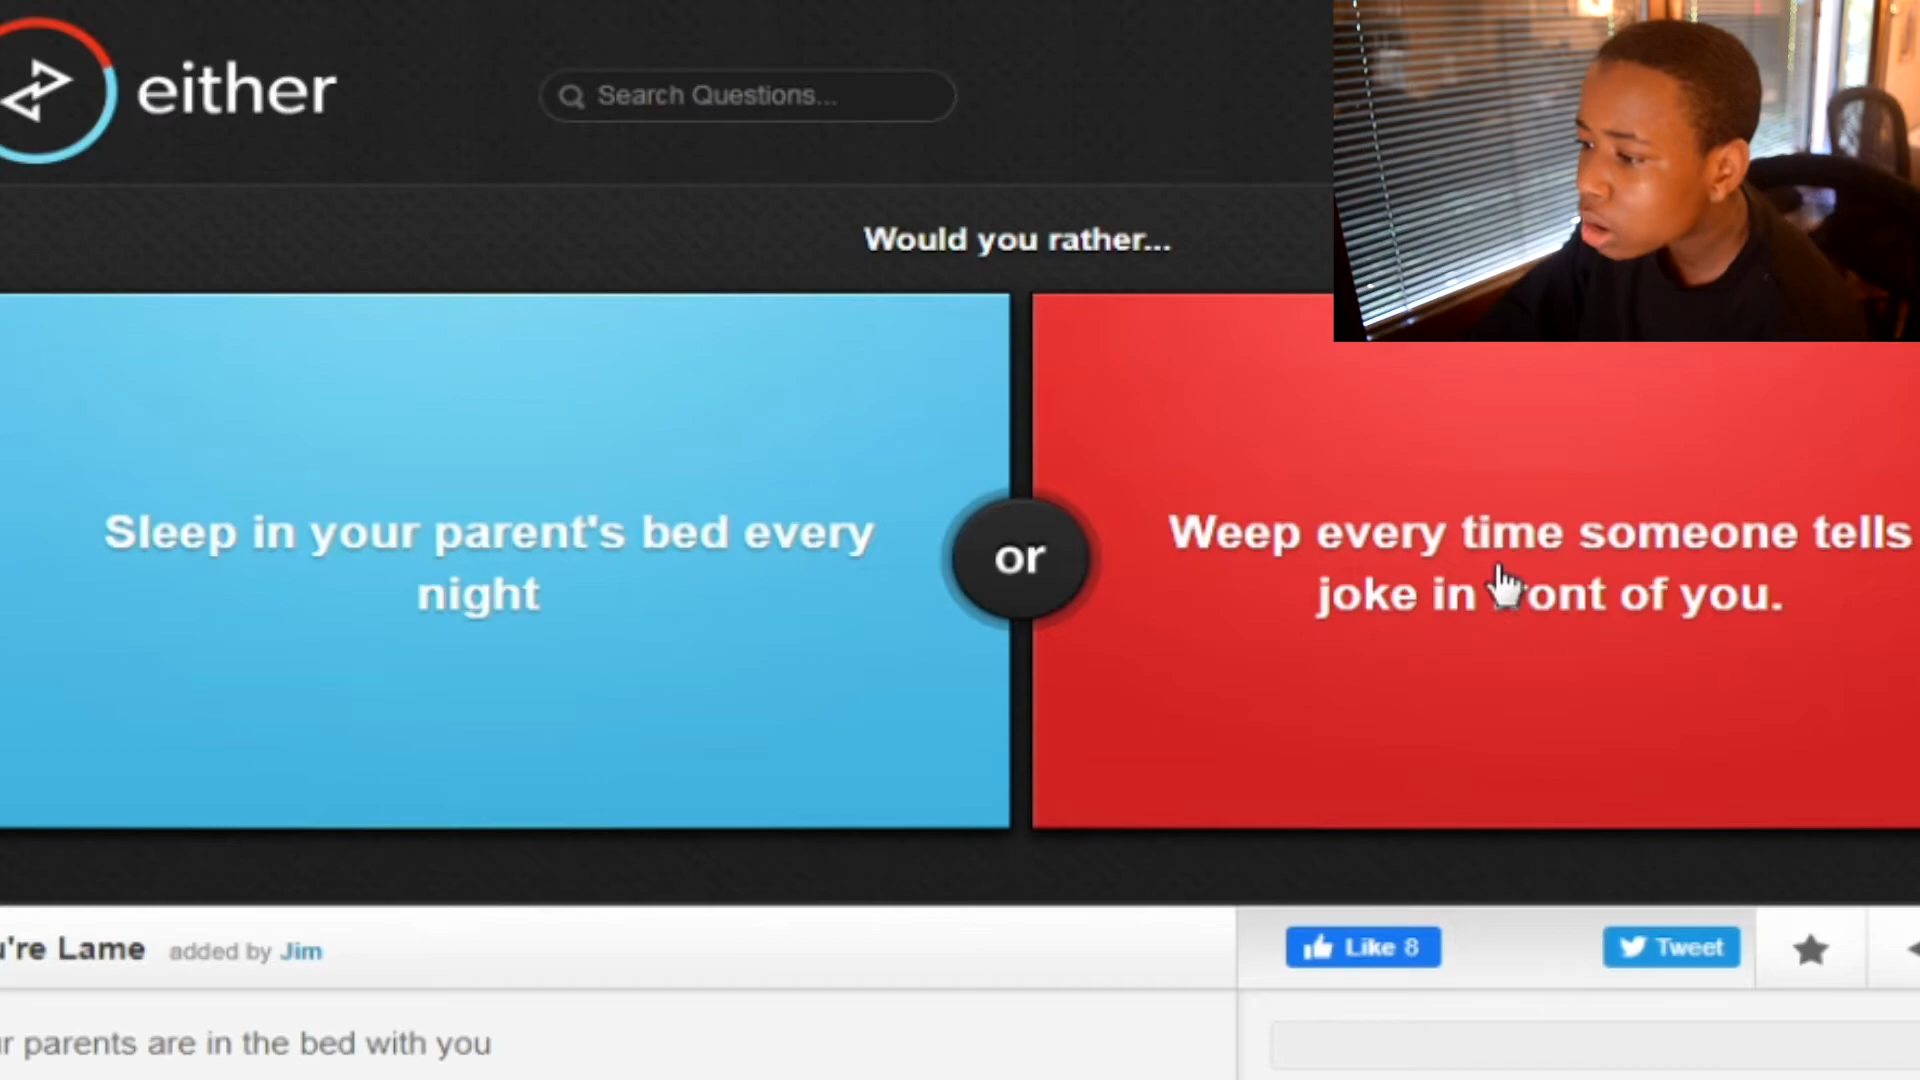 either
Search Questions...
Would you rather...
Sleep in your parent's bed every
night
or
Weep every time someone tells
joke in front of you.
u're Lame added by Jim
Like 8
Tweet
r parents are in the bed with you